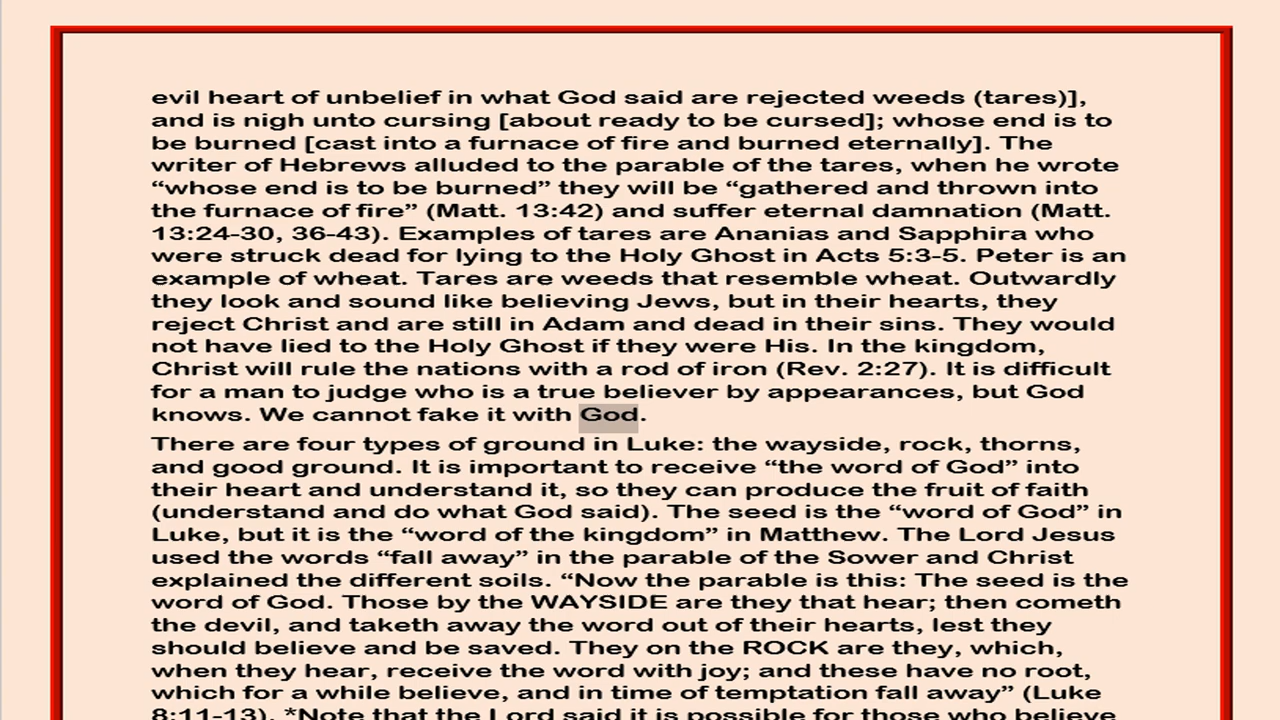 evil heart of unbelief in what God said are rejected weeds (tares)],
and is nigh unto cursing [about ready to be cursed]; whose end is to
be burned [cast into a furnace of fire and burned eternally]. The
writer of Hebrews alluded to the parable of the tares, when he wrote
“whose end is to be burned” they will be “gathered and thrown into
the furnace of fire” (Matt. 13:42) and suffer eternal damnation (Matt.
13:24-30, 36-43). Examples of tares are Ananias and Sapphira who
were struck dead for lying to the Holy Ghost in Acts 5:3-5. Peter is an
example of wheat. Tares are weeds that resemble wheat. Outwardly
they look and sound like believing Jews, but in their hearts, they
reject Christ and are still in Adam and dead in their sins. They would
not have lied to the Holy Ghost if they were His. In the kingdom,
Christ will rule the nations with a rod of iron (Rev. 2:27). It is difficult
for a man to judge who is a true believer by appearances, but God
knows. We cannot fake it with God.
There are four types of ground in Luke: the wayside, rock, thorns,
and good ground. It is important to receive “the word of God” into
their heart and understand it, so they can produce the fruit of faith
(understand and do what God said). The seed is the “word of God” in
Luke, but it is the “word of the kingdom” in Matthew. The Lord Jesus
used the words “fall away” in the parable of the Sower and Christ
explained the different soils. “Now the parable is this: The seed is the
word of God. Those by the WAYSIDE are they that hear; then cometh
the devil, and taketh away the word out of their hearts, lest they
should believe and be saved. They on the ROCK are they, which,
when they hear, receive the word with joy; and these have no root,
which for a while believe, and in time of temptation fall away” (Luke
8:11-13). *Note that the Lord said it is possible for those who believe